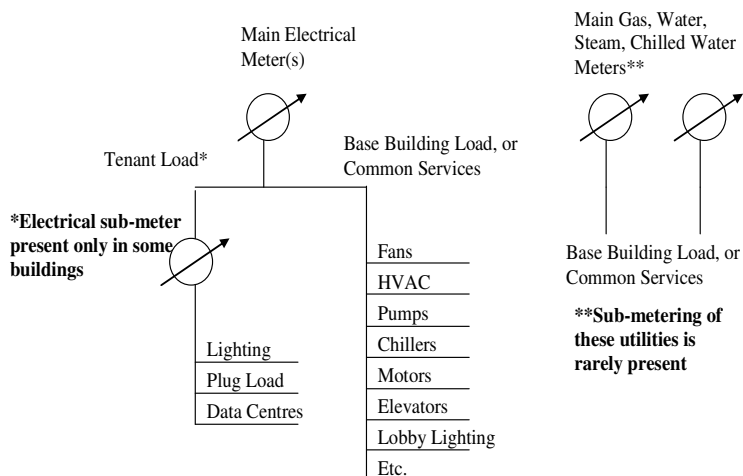 Main Electrical
Meter(s)
Main Gas, Water,
Steam, Chilled Water
Meters**
Tenant Load*
Base Building Load, or
Common Services
*Electrical sub-meter
present only in some
buildings
Lighting
Plug Load
Data Centres
Fans
HVAC
Pumps
Chillers
Motors
Elevators
Lobby Lighting
Etc.
Base Building Load, or
Common Services
**Sub-metering of
these utilities is
rarely present